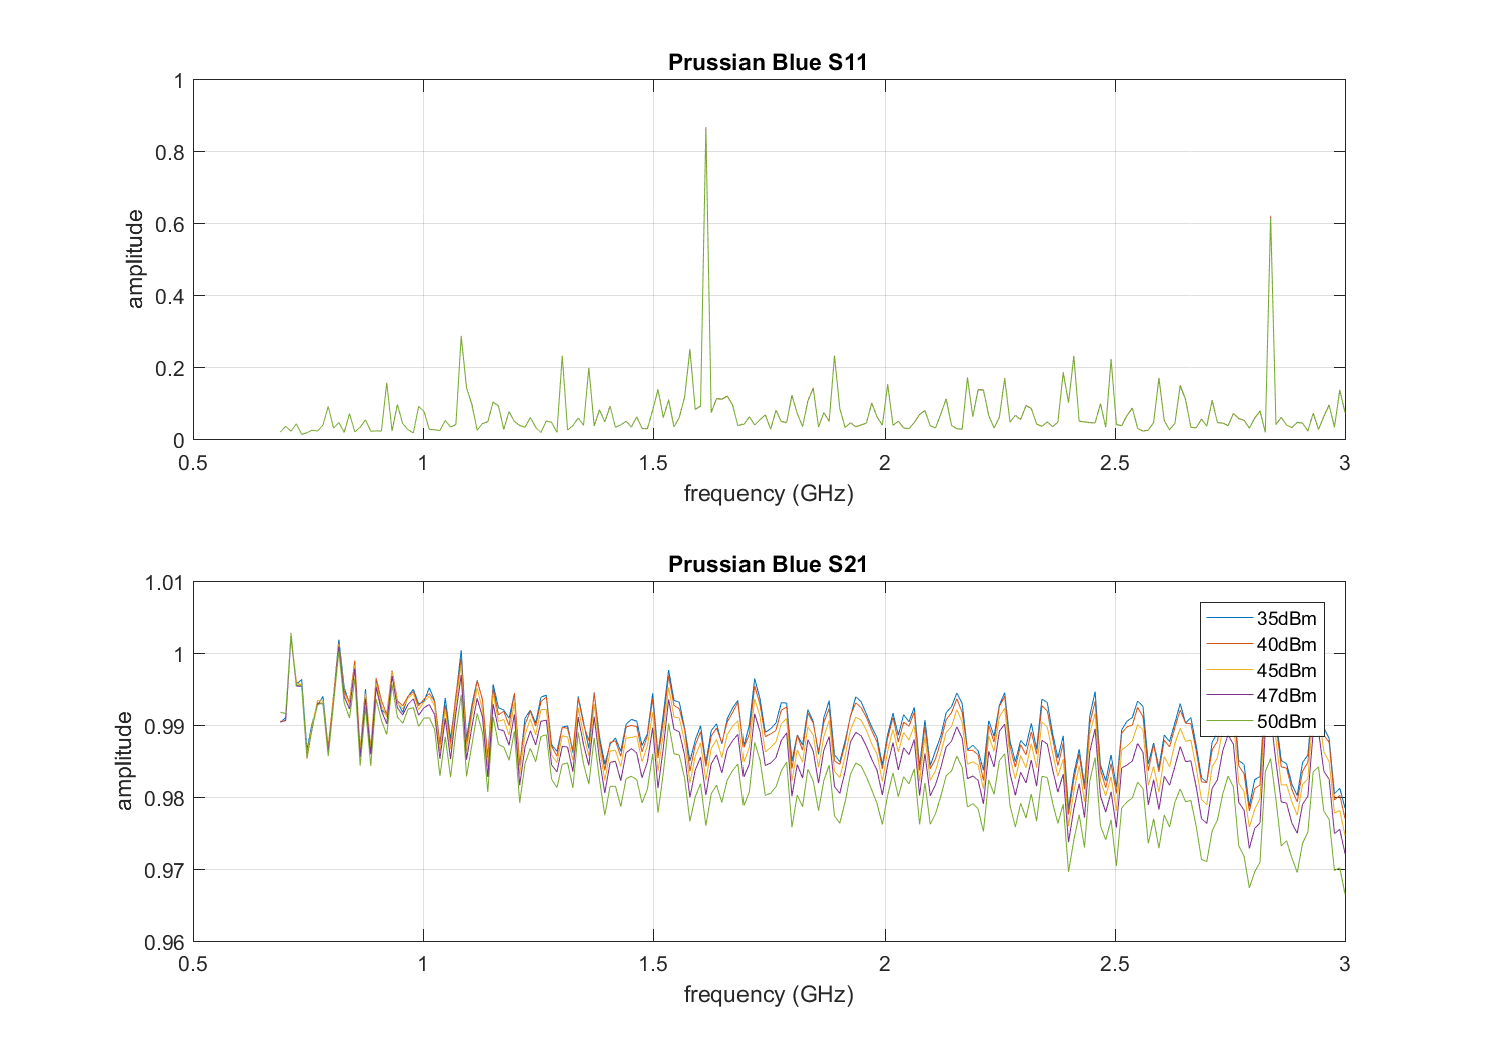 Prussian Blue S11
1
0.8
0.6
0.4
0.2
0
amplitude
0.5 1 1.5 2 2.5 3
frequency (GHz)
Prussian Blue S21
1.01
1
0.99
0.98
0.97
0.96
amplitude
35dBm
40dBm
45dBm
47dBm
50dBm
0.5 1 1.5 2 2.5 3
frequency (GHz)